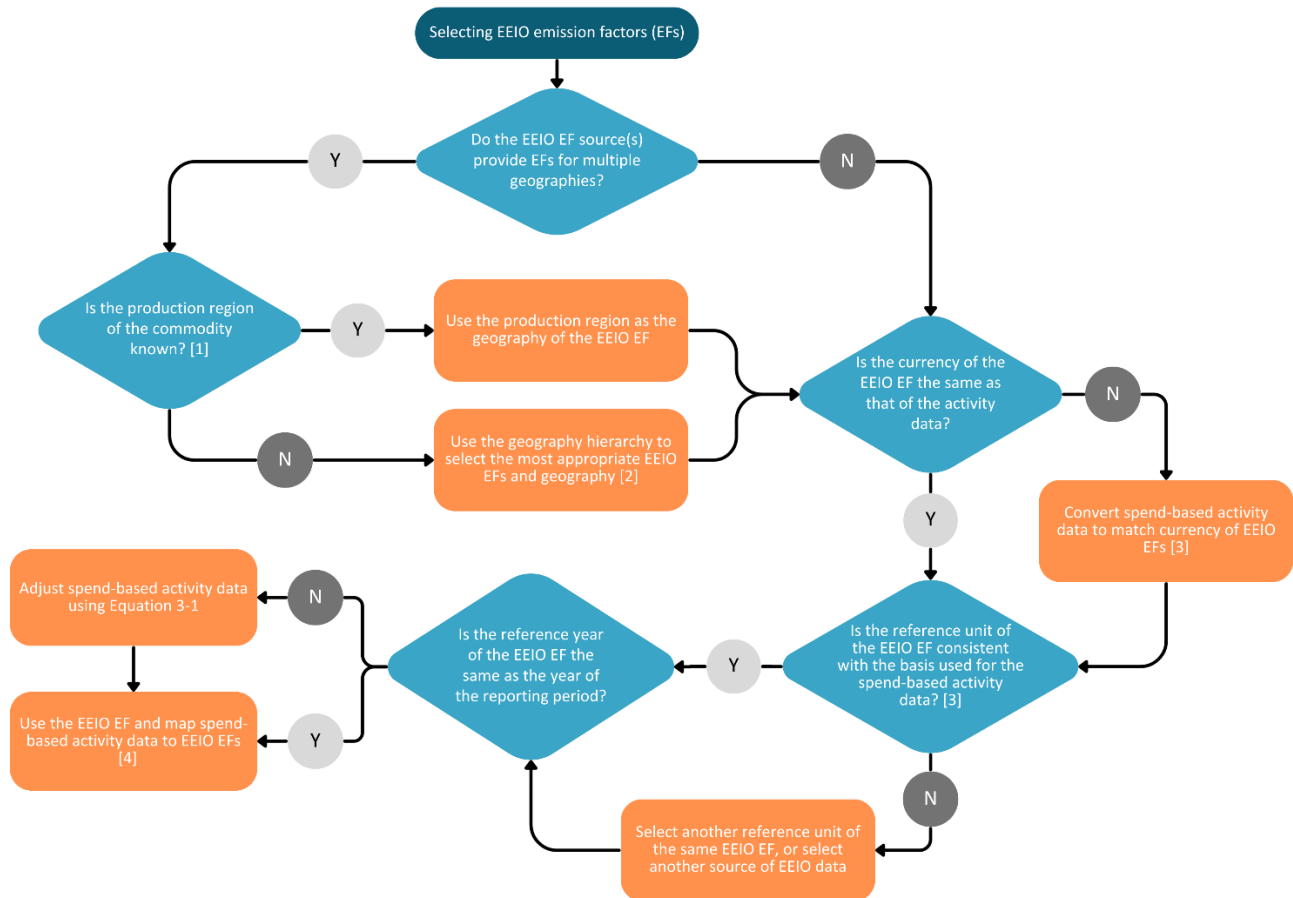 Selecting EEIO emission factors (EFs)
Do the EEIO EF source(s)
provide EFs for multiple
geographies?
Y
N
Is the production region
of the commodity
known? [1]
Y
Use the production region as the
geography of the EEIO EF
N
Use the geography hierarchy to
select the most appropriate EEIO
EFs and geography [2]
Is the currency of the
EEIO EF the same as
that of the activity
data?
N
Convert spend-based activity
data to match currency of EEIO
EFs [3]
Y
Is the reference unit of
the EEIO EF consistent
with the basis used for the
spend-based activity
data? [3]
Y
N
Select another reference unit of
the same EEIO EF, or select
another source of EEIO data
Is the reference year
of the EEIO EF the
same as the year of
the reporting period?
N
Adjust spend-based activity data
using Equation 3-1
Y
Use the EEIO EF and map spend-
based activity data to EEIO EFs
[4]